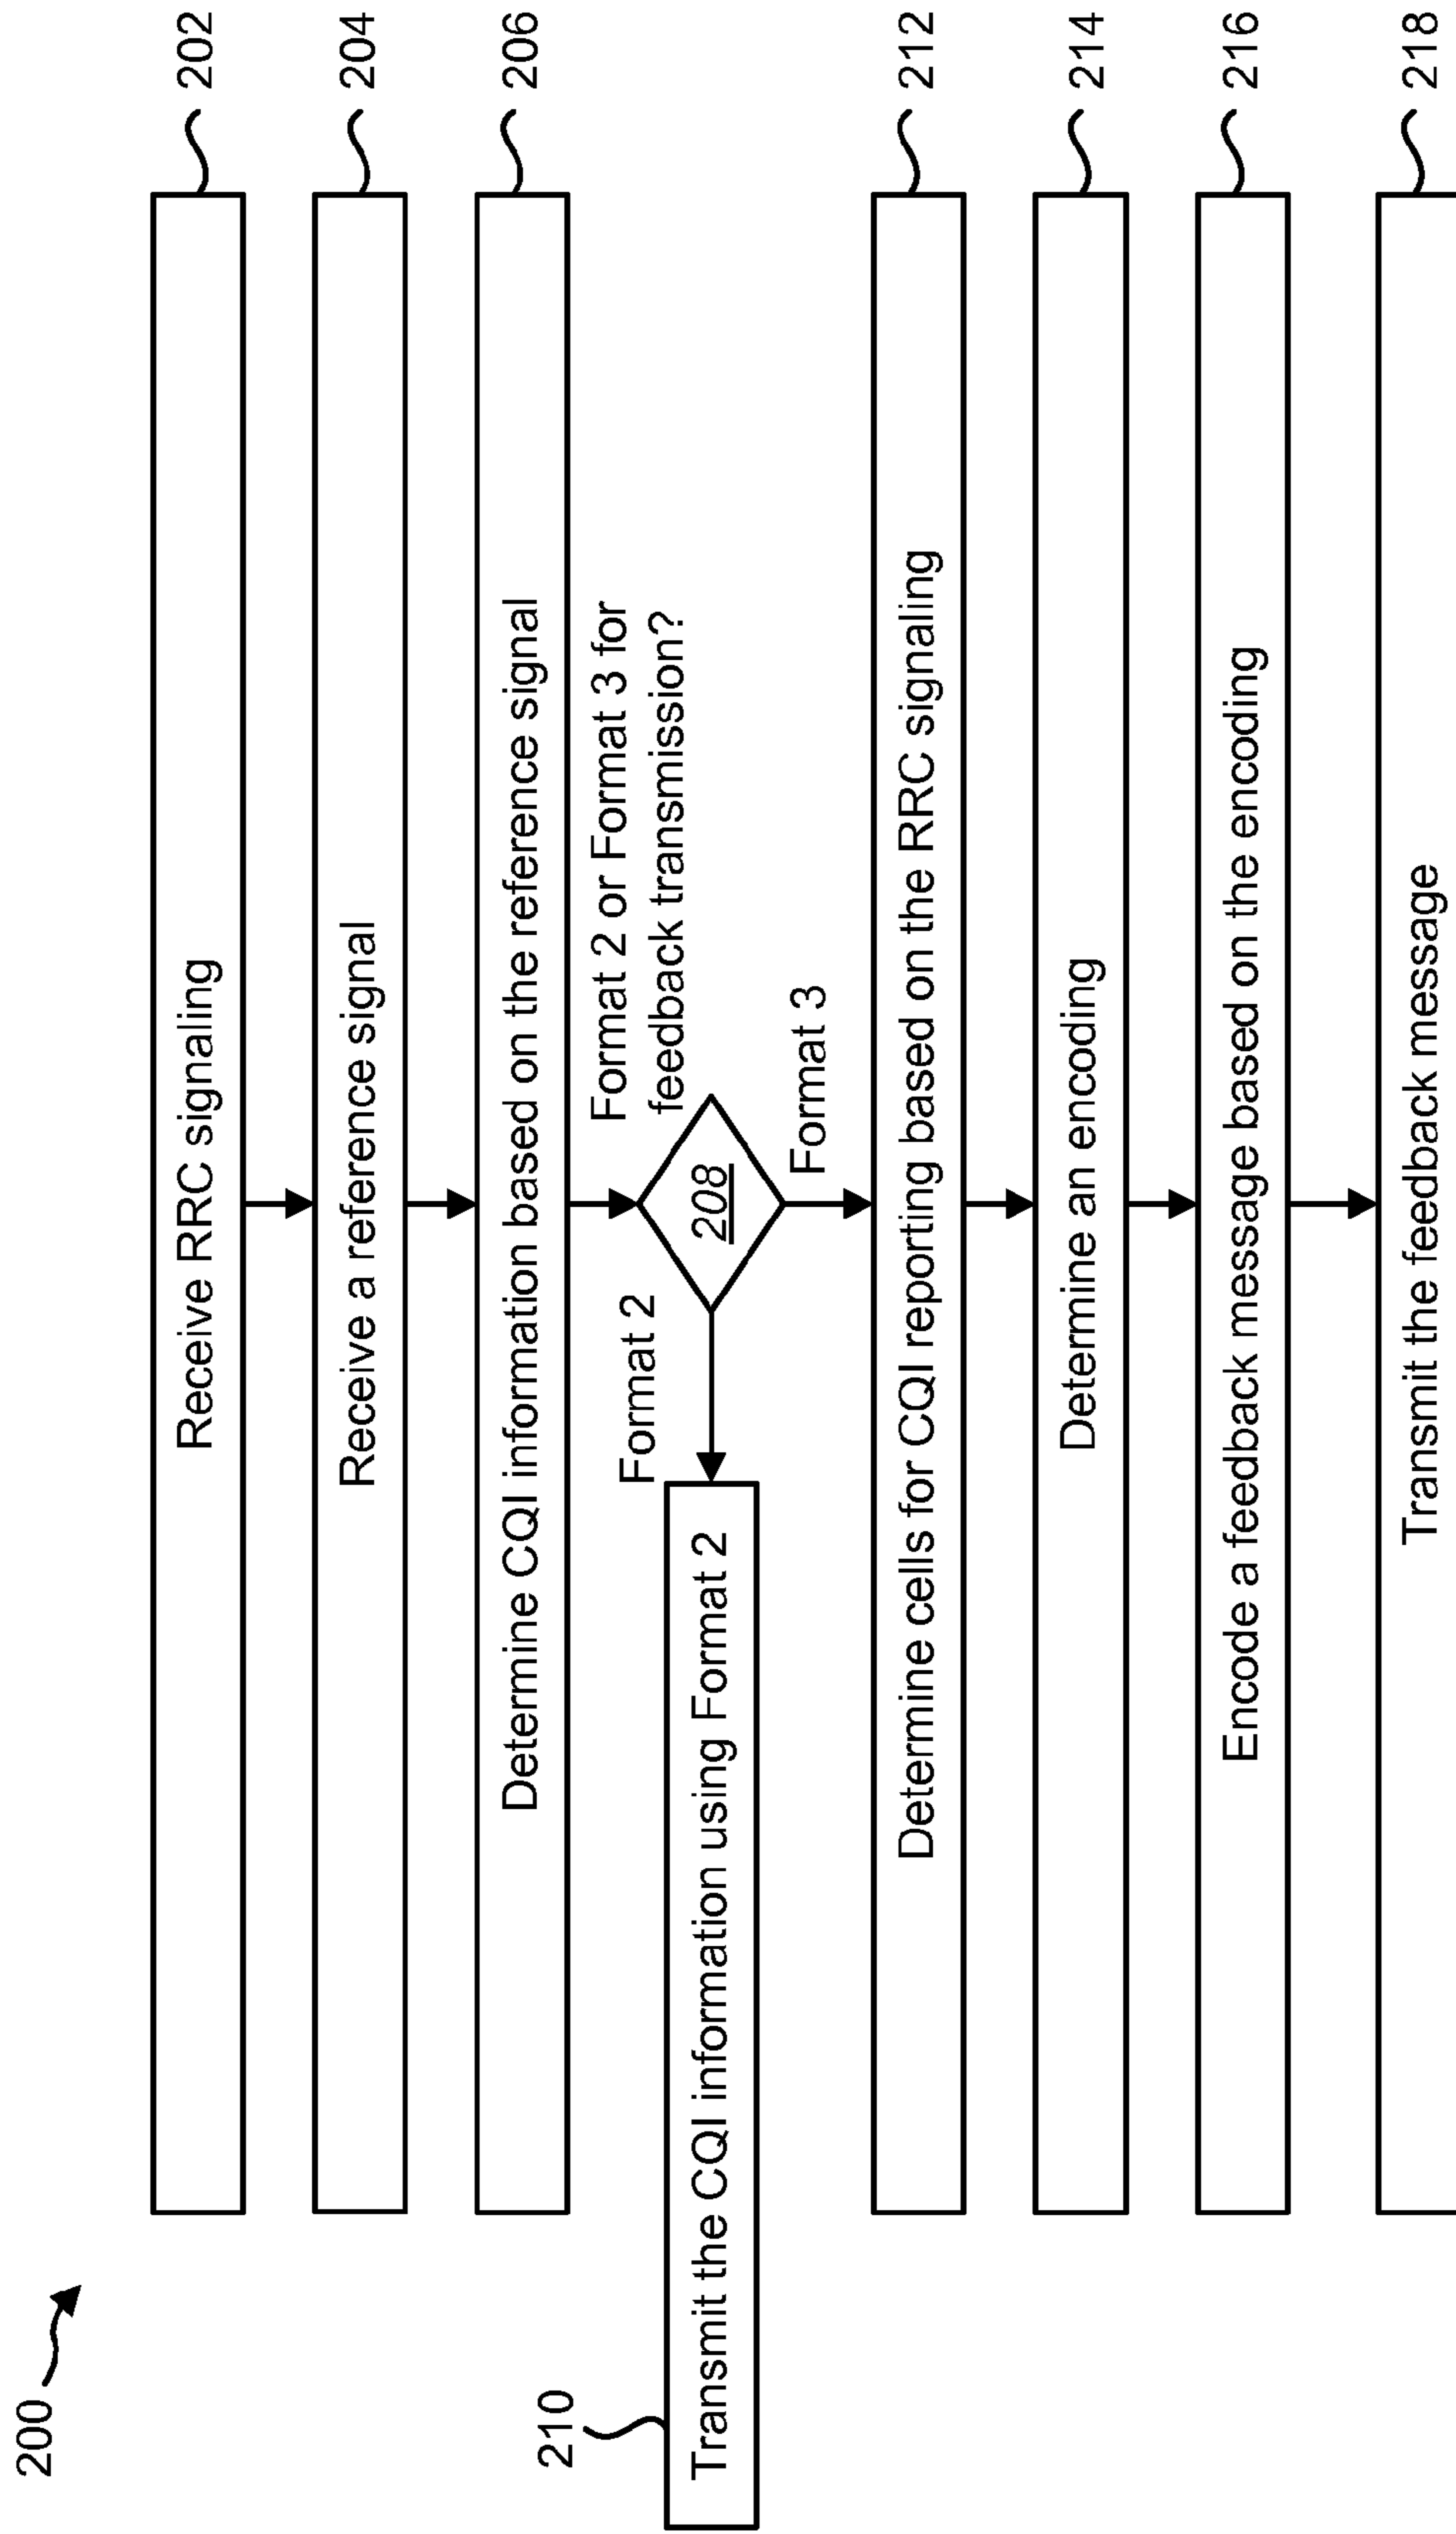 200
Receive RRC signaling
202
Receive a reference signal
204
Determine CQI information based on the reference signal
206
Format 2 or Format 3 for
feedback transmission?
208
Format 2
210
Transmit the CQI information using Format 2
Format 3
Determine cells for CQI reporting based on the RRC signaling
212
Determine an encoding
214
Encode a feedback message based on the encoding
216
Transmit the feedback message
218